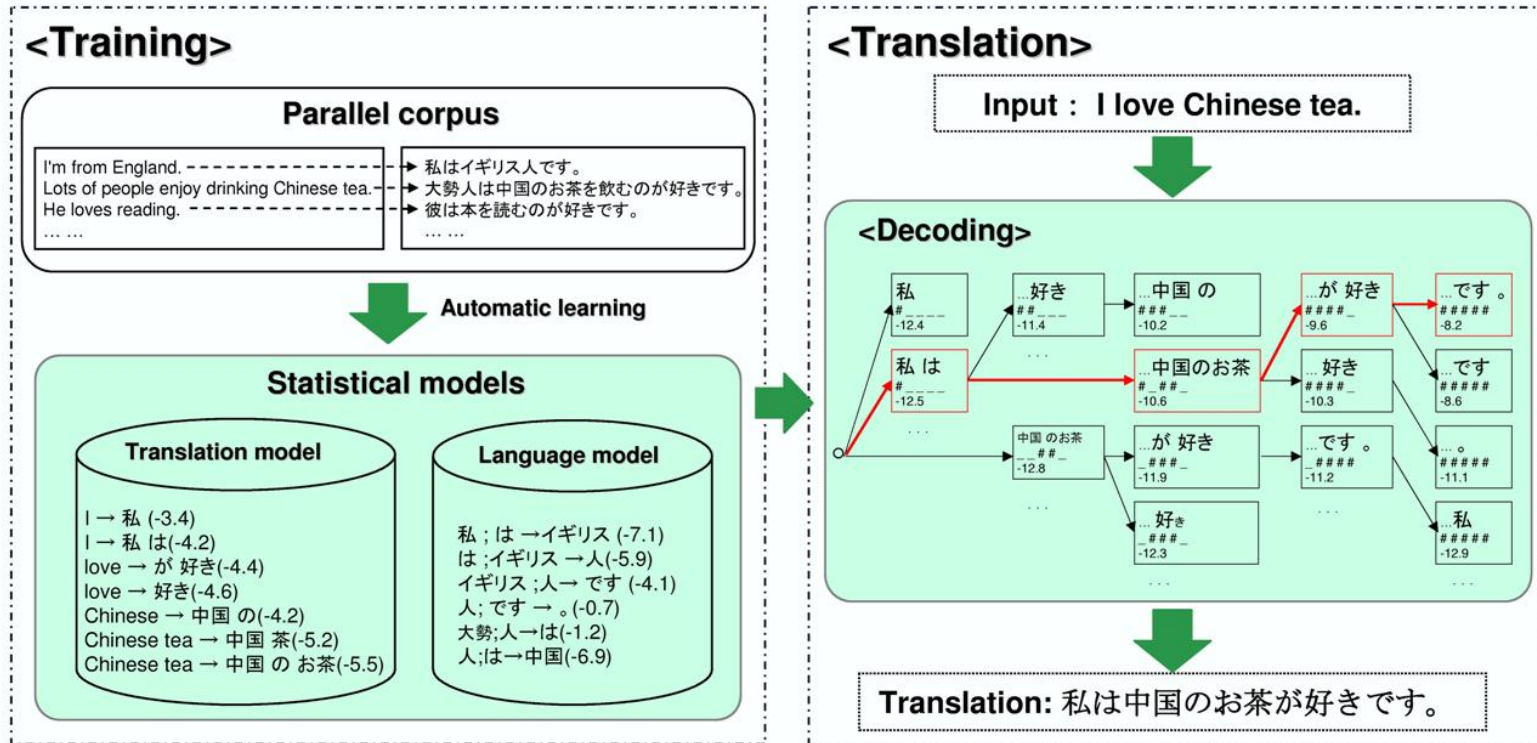 <Training>
Parallel corpus
I'm from England.
Lots of people enjoy drinking Chinese tea.
He loves reading.
... ...
私はイギリス人です。
大勢人は中国のお茶を飲むのが好きです。
彼は本を読むのが好きです。
... ...
Automatic learning
Statistical models
Translation model
I → 私 (-3.4)
I → 私 は(-4.2)
love → が 好き(-4.4)
love → 好き(-4.6)
Chinese → 中国 の(-4.2)
Chinese tea → 中国 茶(-5.2)
Chinese tea → 中国 の お茶(-5.5)
Language model
私 ; は →イギリス (-7.1)
は ;イギリス →人(-5.9)
イギリス ;人→ です (-4.1)
人; です → 。(-0.7)
大勢;人→は(-1.2)
人;は→中国(-6.9)
<Translation>
Input : I love Chinese tea.
<Decoding>
私
# _ _ _ _
-12.4
私 は
# _ _ _ _
-12.5
. . .
...好き
# # _ _ _
-11.4
. . .
中国 のお茶
_ _ # # _
-12.8
. . .
...中国 の
# # # _ _
-10.2
...中国のお茶
# _ # # _
-10.6
...が 好き
_ # # # _
-11.9
... 好き
_ # # # _
-12.3
. . .
...が 好き
# # # # _
-9.6
... 好き
# # # # _
-10.3
...です 。
_ # # # #
-11.2
. . .
...です 。
# # # # #
-8.2
...です
# # # # #
-8.6
... 。
# # # # #
-11.1
... 私
# # # # #
-12.9
. . .
Translation: 私は中国のお茶が好きです。